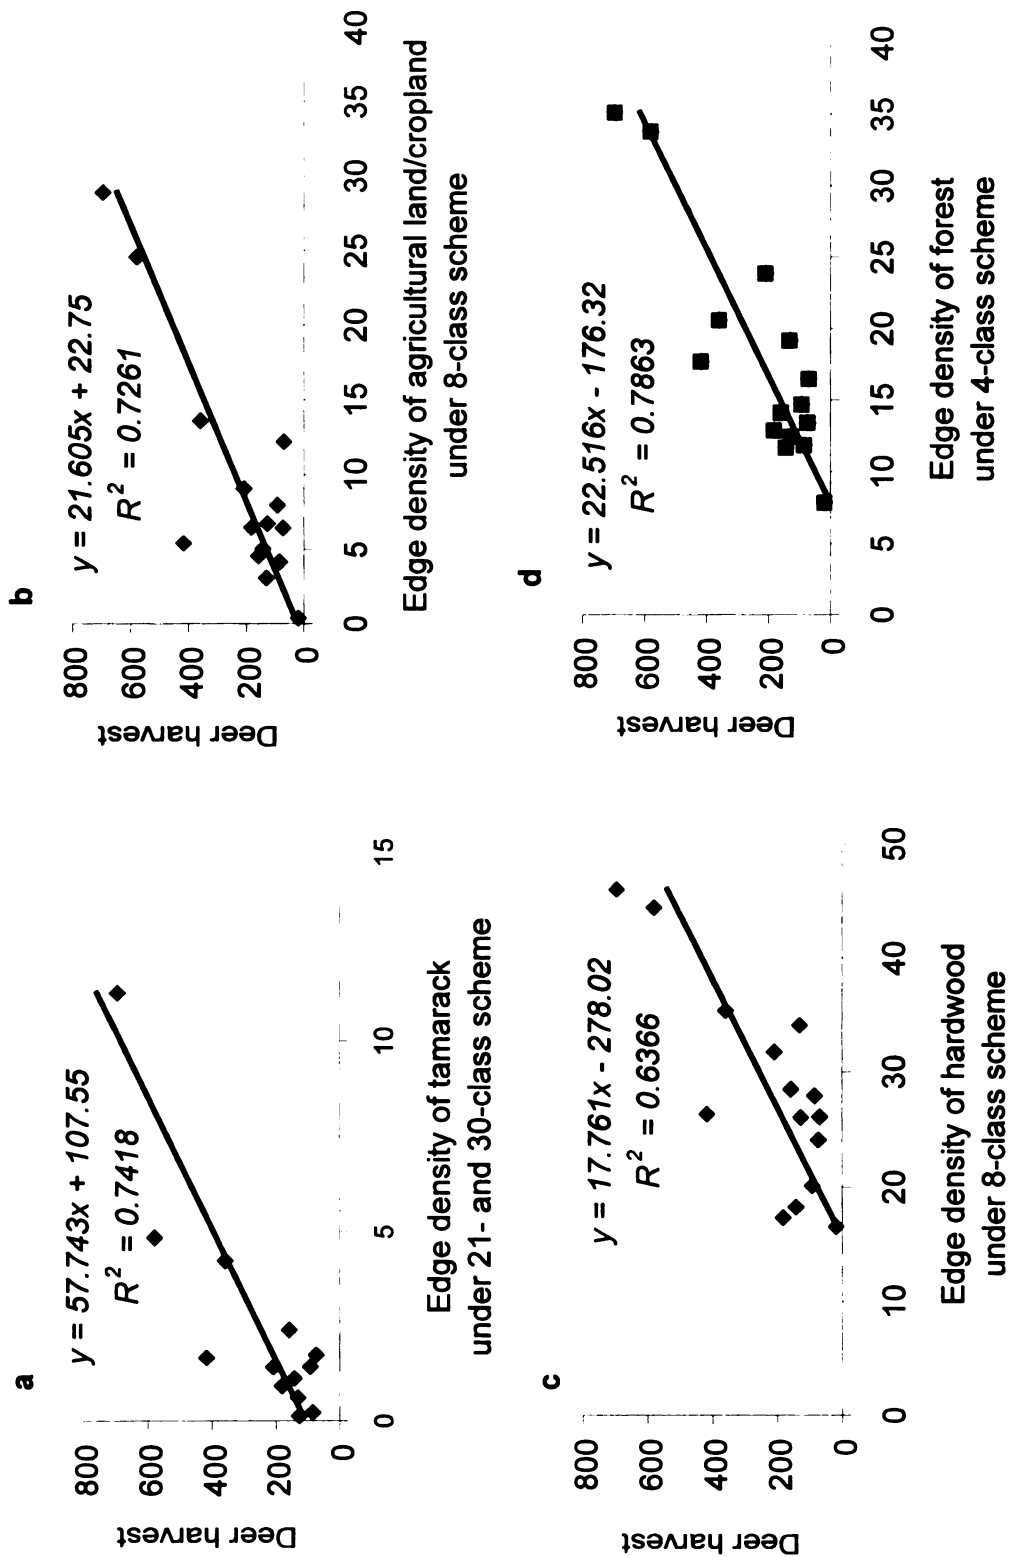 a
y = 57.743x + 107.55
R² = 0.7418
800
600
400
200
0
Deer harvest
0
5
10
15
Edge density of tamarack
under 21- and 30-class scheme
b
y = 21.605x + 22.75
R² = 0.7261
800
600
400
200
0
Deer harvest
0
5
10
15
20
25
30
35
40
Edge density of agricultural land/cropland
under 8-class scheme
c
y = 17.761x - 278.02
R² = 0.6366
800
600
400
200
0
Deer harvest
0
10
20
30
40
50
Edge density of hardwood
under 8-class scheme
d
y = 22.516x - 176.32
R² = 0.7863
800
600
400
200
0
Deer harvest
0
5
10
15
20
25
30
35
40
Edge density of forest
under 4-class scheme